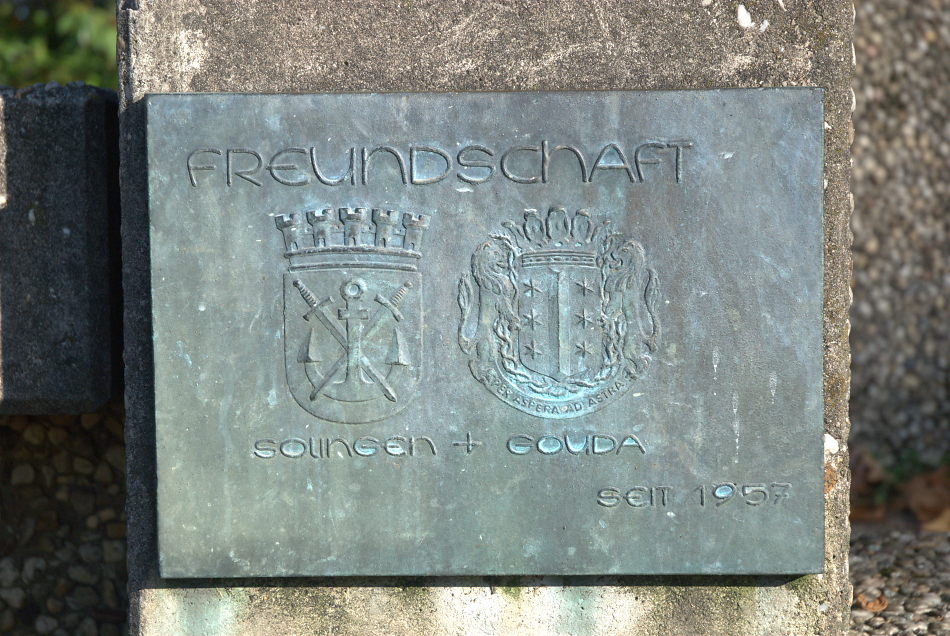 FREUNDSCHAFT
PER ASPERA AD ASTRA
SOLINGEN + GOUDA
SEIT 1957